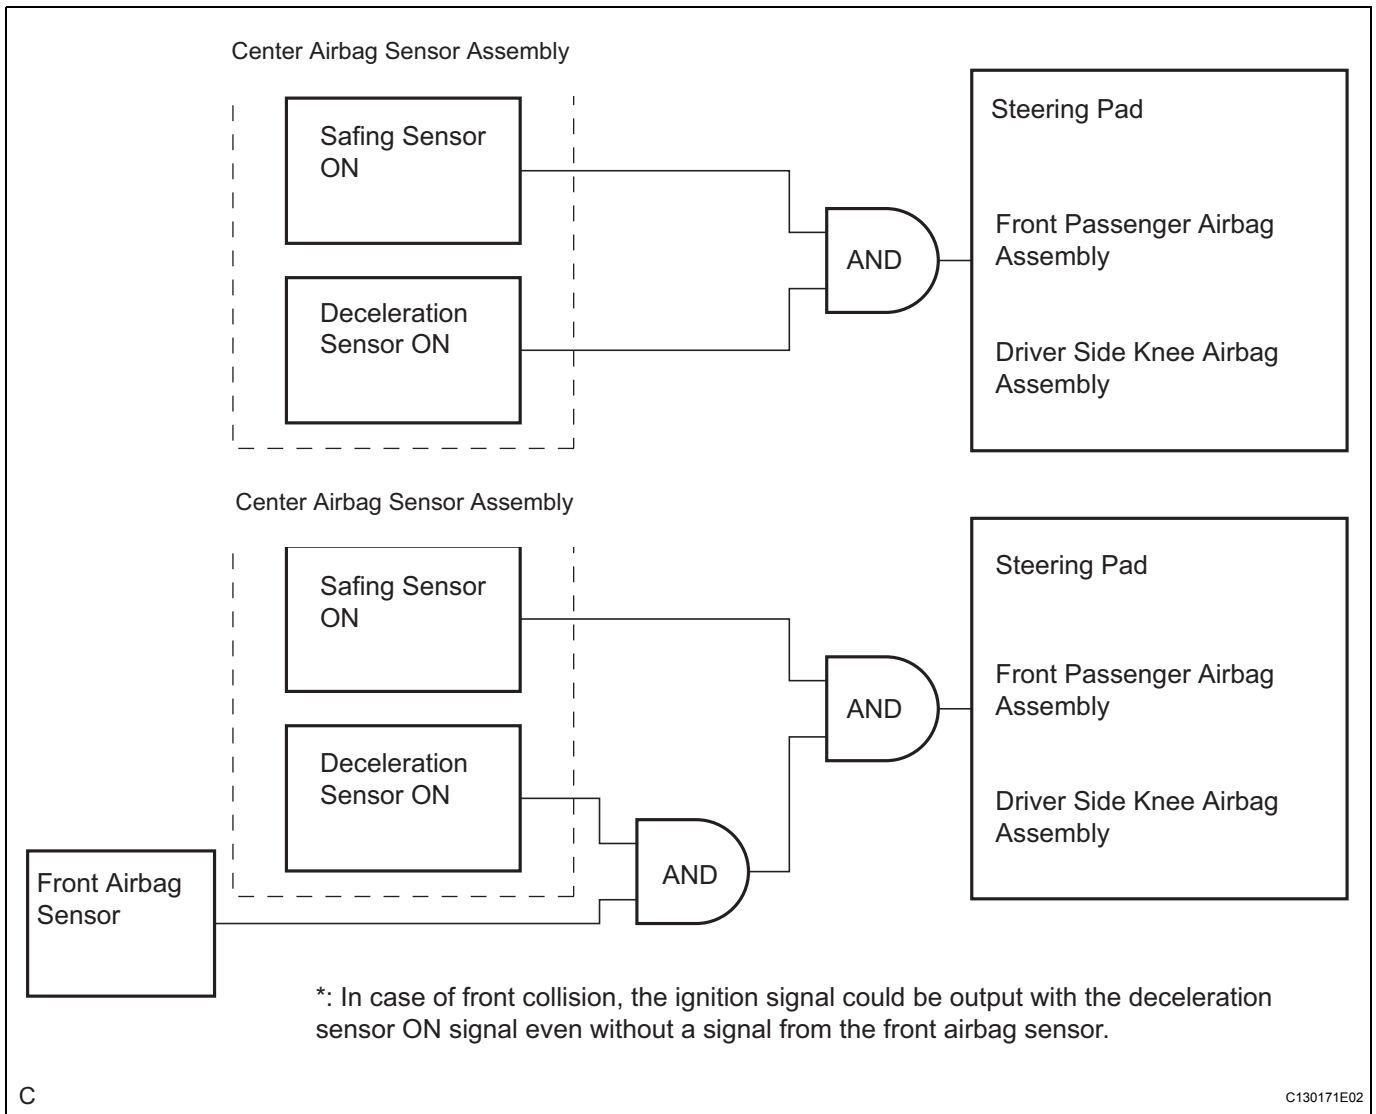 Center Airbag Sensor Assembly
Safing Sensor
ON
Deceleration
Sensor ON
AND
Steering Pad
Front Passenger Airbag
Assembly
Driver Side Knee Airbag
Assembly
Center Airbag Sensor Assembly
Safing Sensor
ON
Deceleration
Sensor ON
Front Airbag
Sensor
AND
AND
Steering Pad
Front Passenger Airbag
Assembly
Driver Side Knee Airbag
Assembly
*: In case of front collision, the ignition signal could be output with the deceleration
sensor ON signal even without a signal from the front airbag sensor.
C
C130171E02